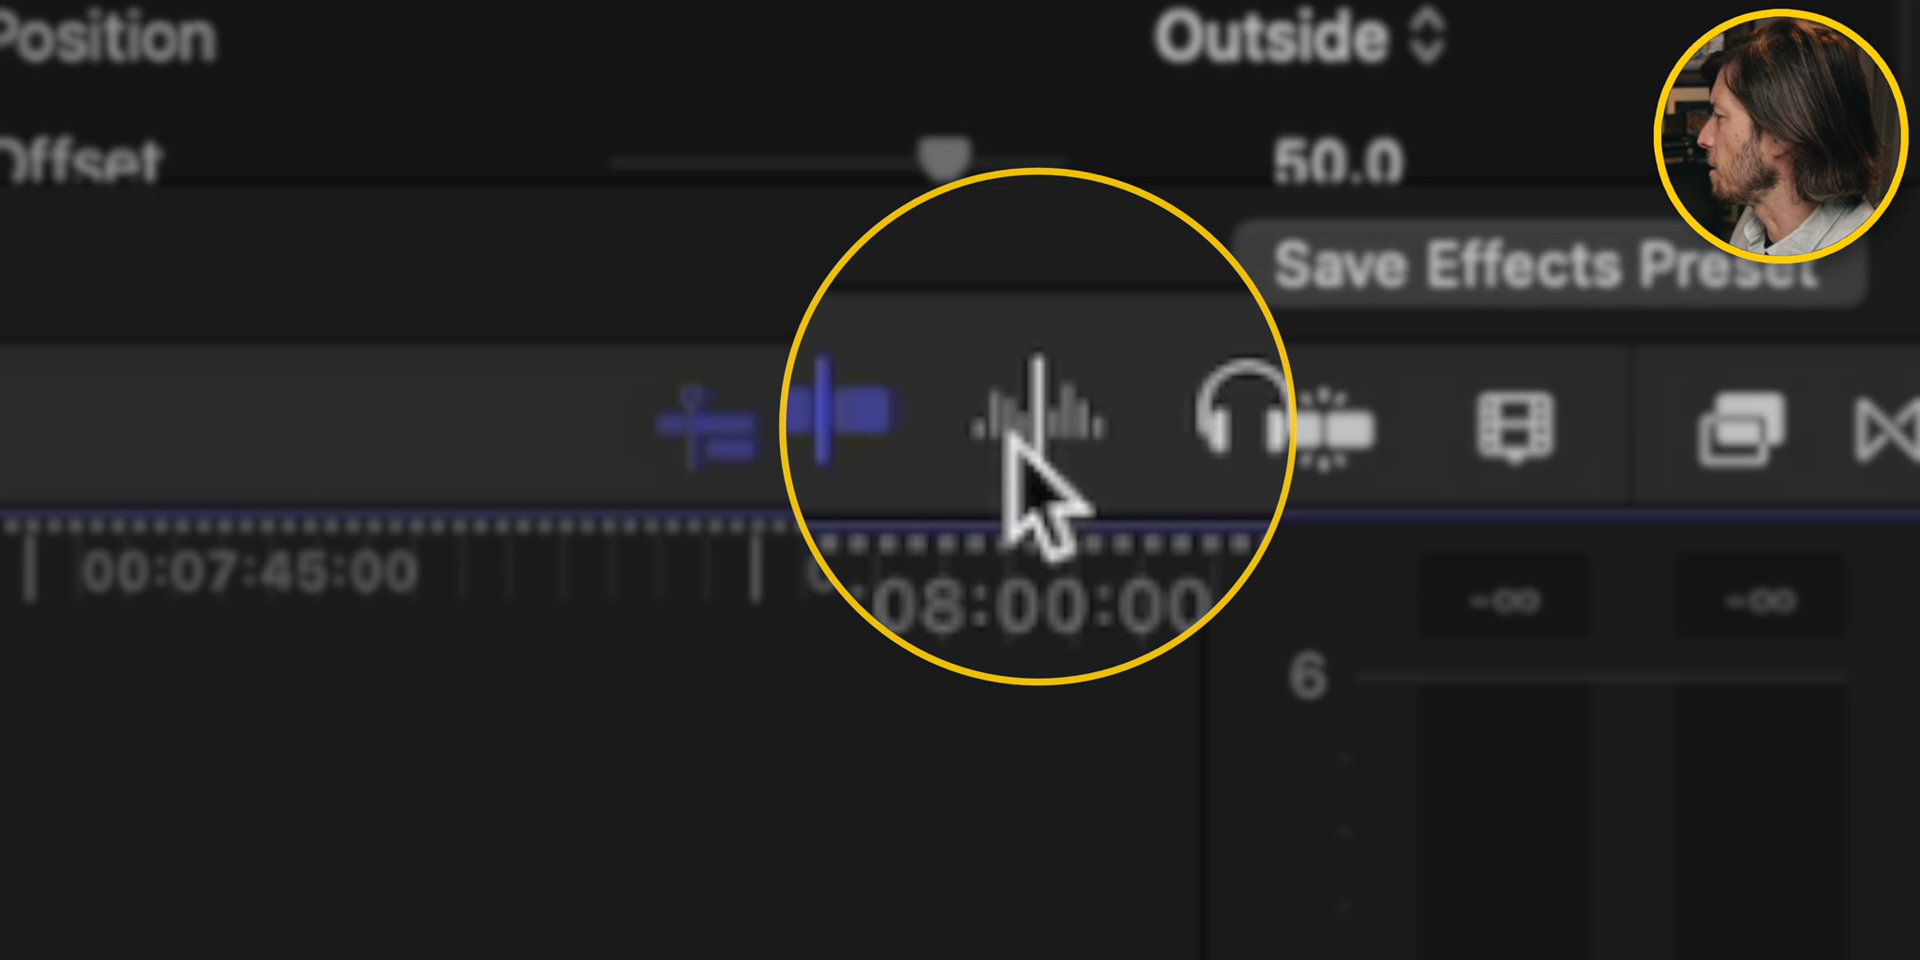 Position
Outside
Offset
50.0
Save Effects Preset
00:07:45:00
:08:00:00
-∞
-∞
6